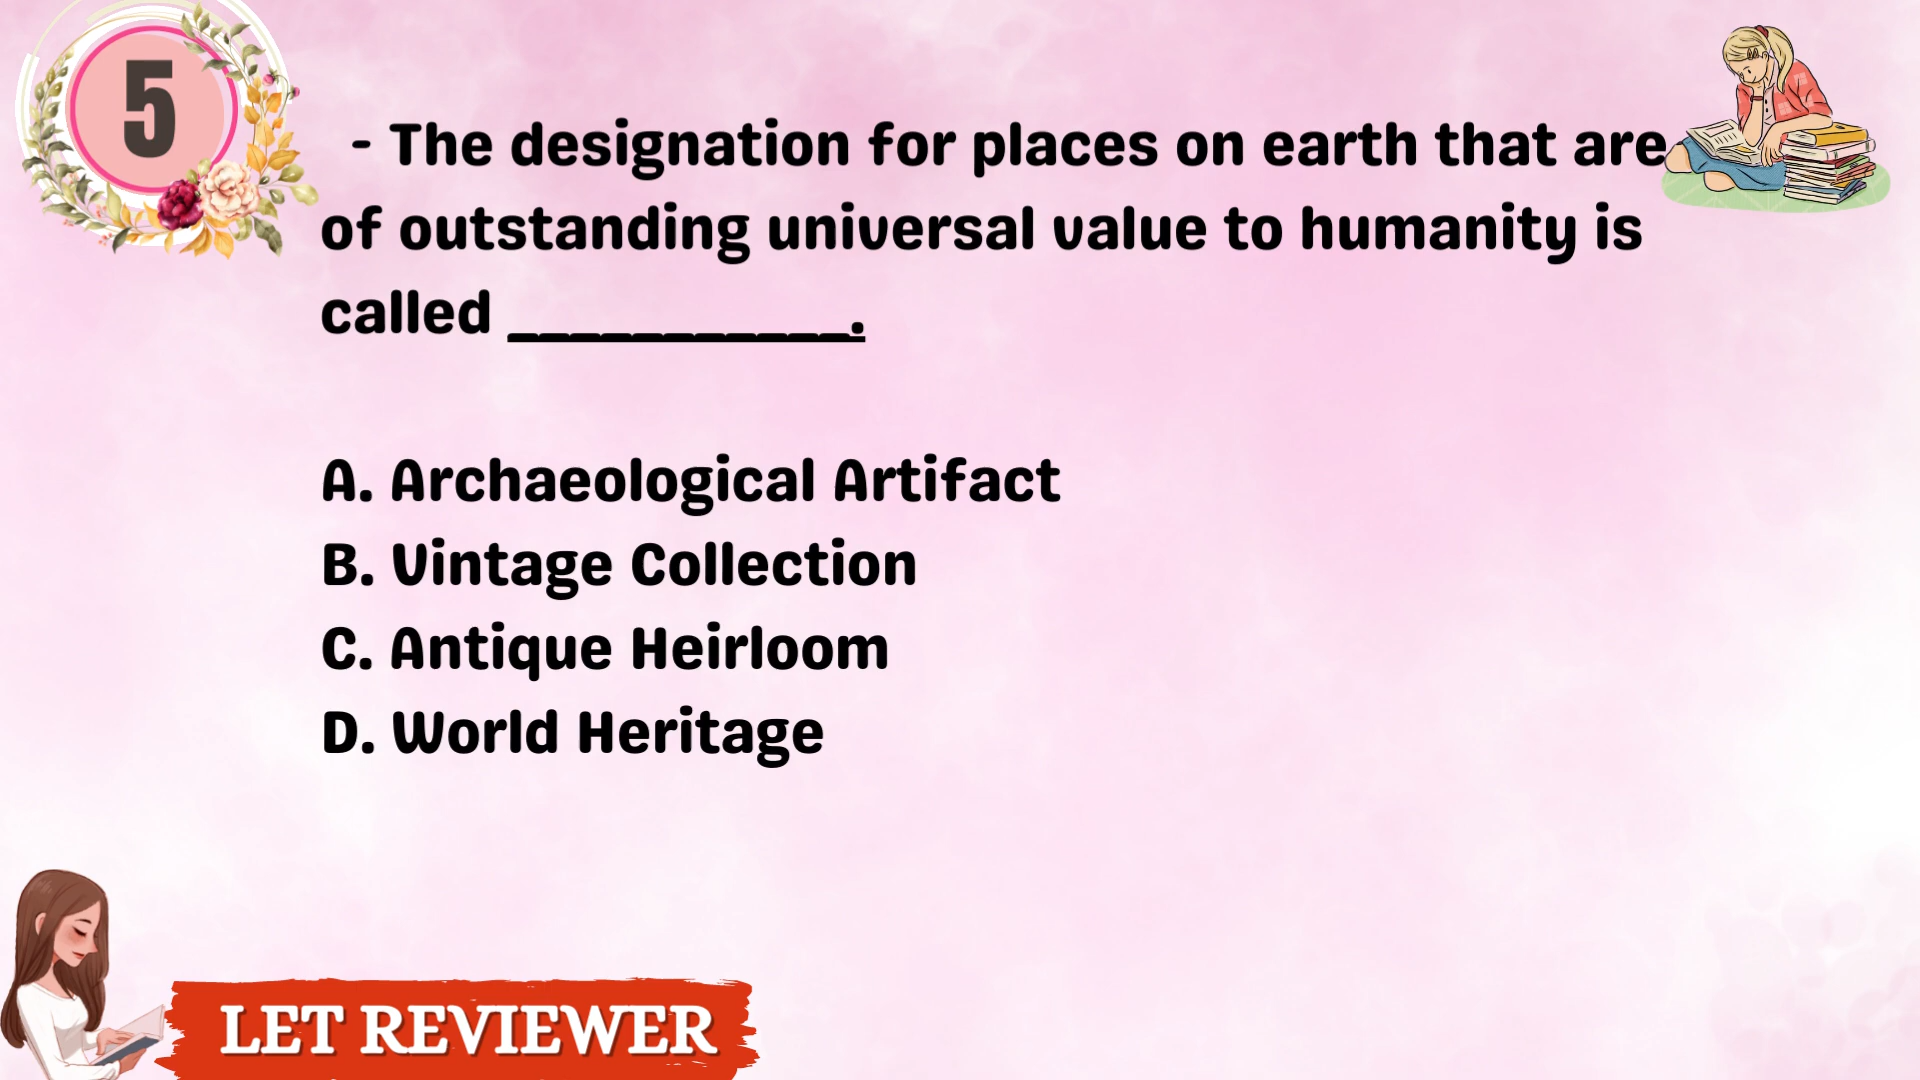 5
- The designation for places on earth that are
of outstanding universal value to humanity is
called ___________.
A. Archaeological Artifact
B. Vintage Collection
C. Antique Heirloom
D. World Heritage
LET REVIEWER